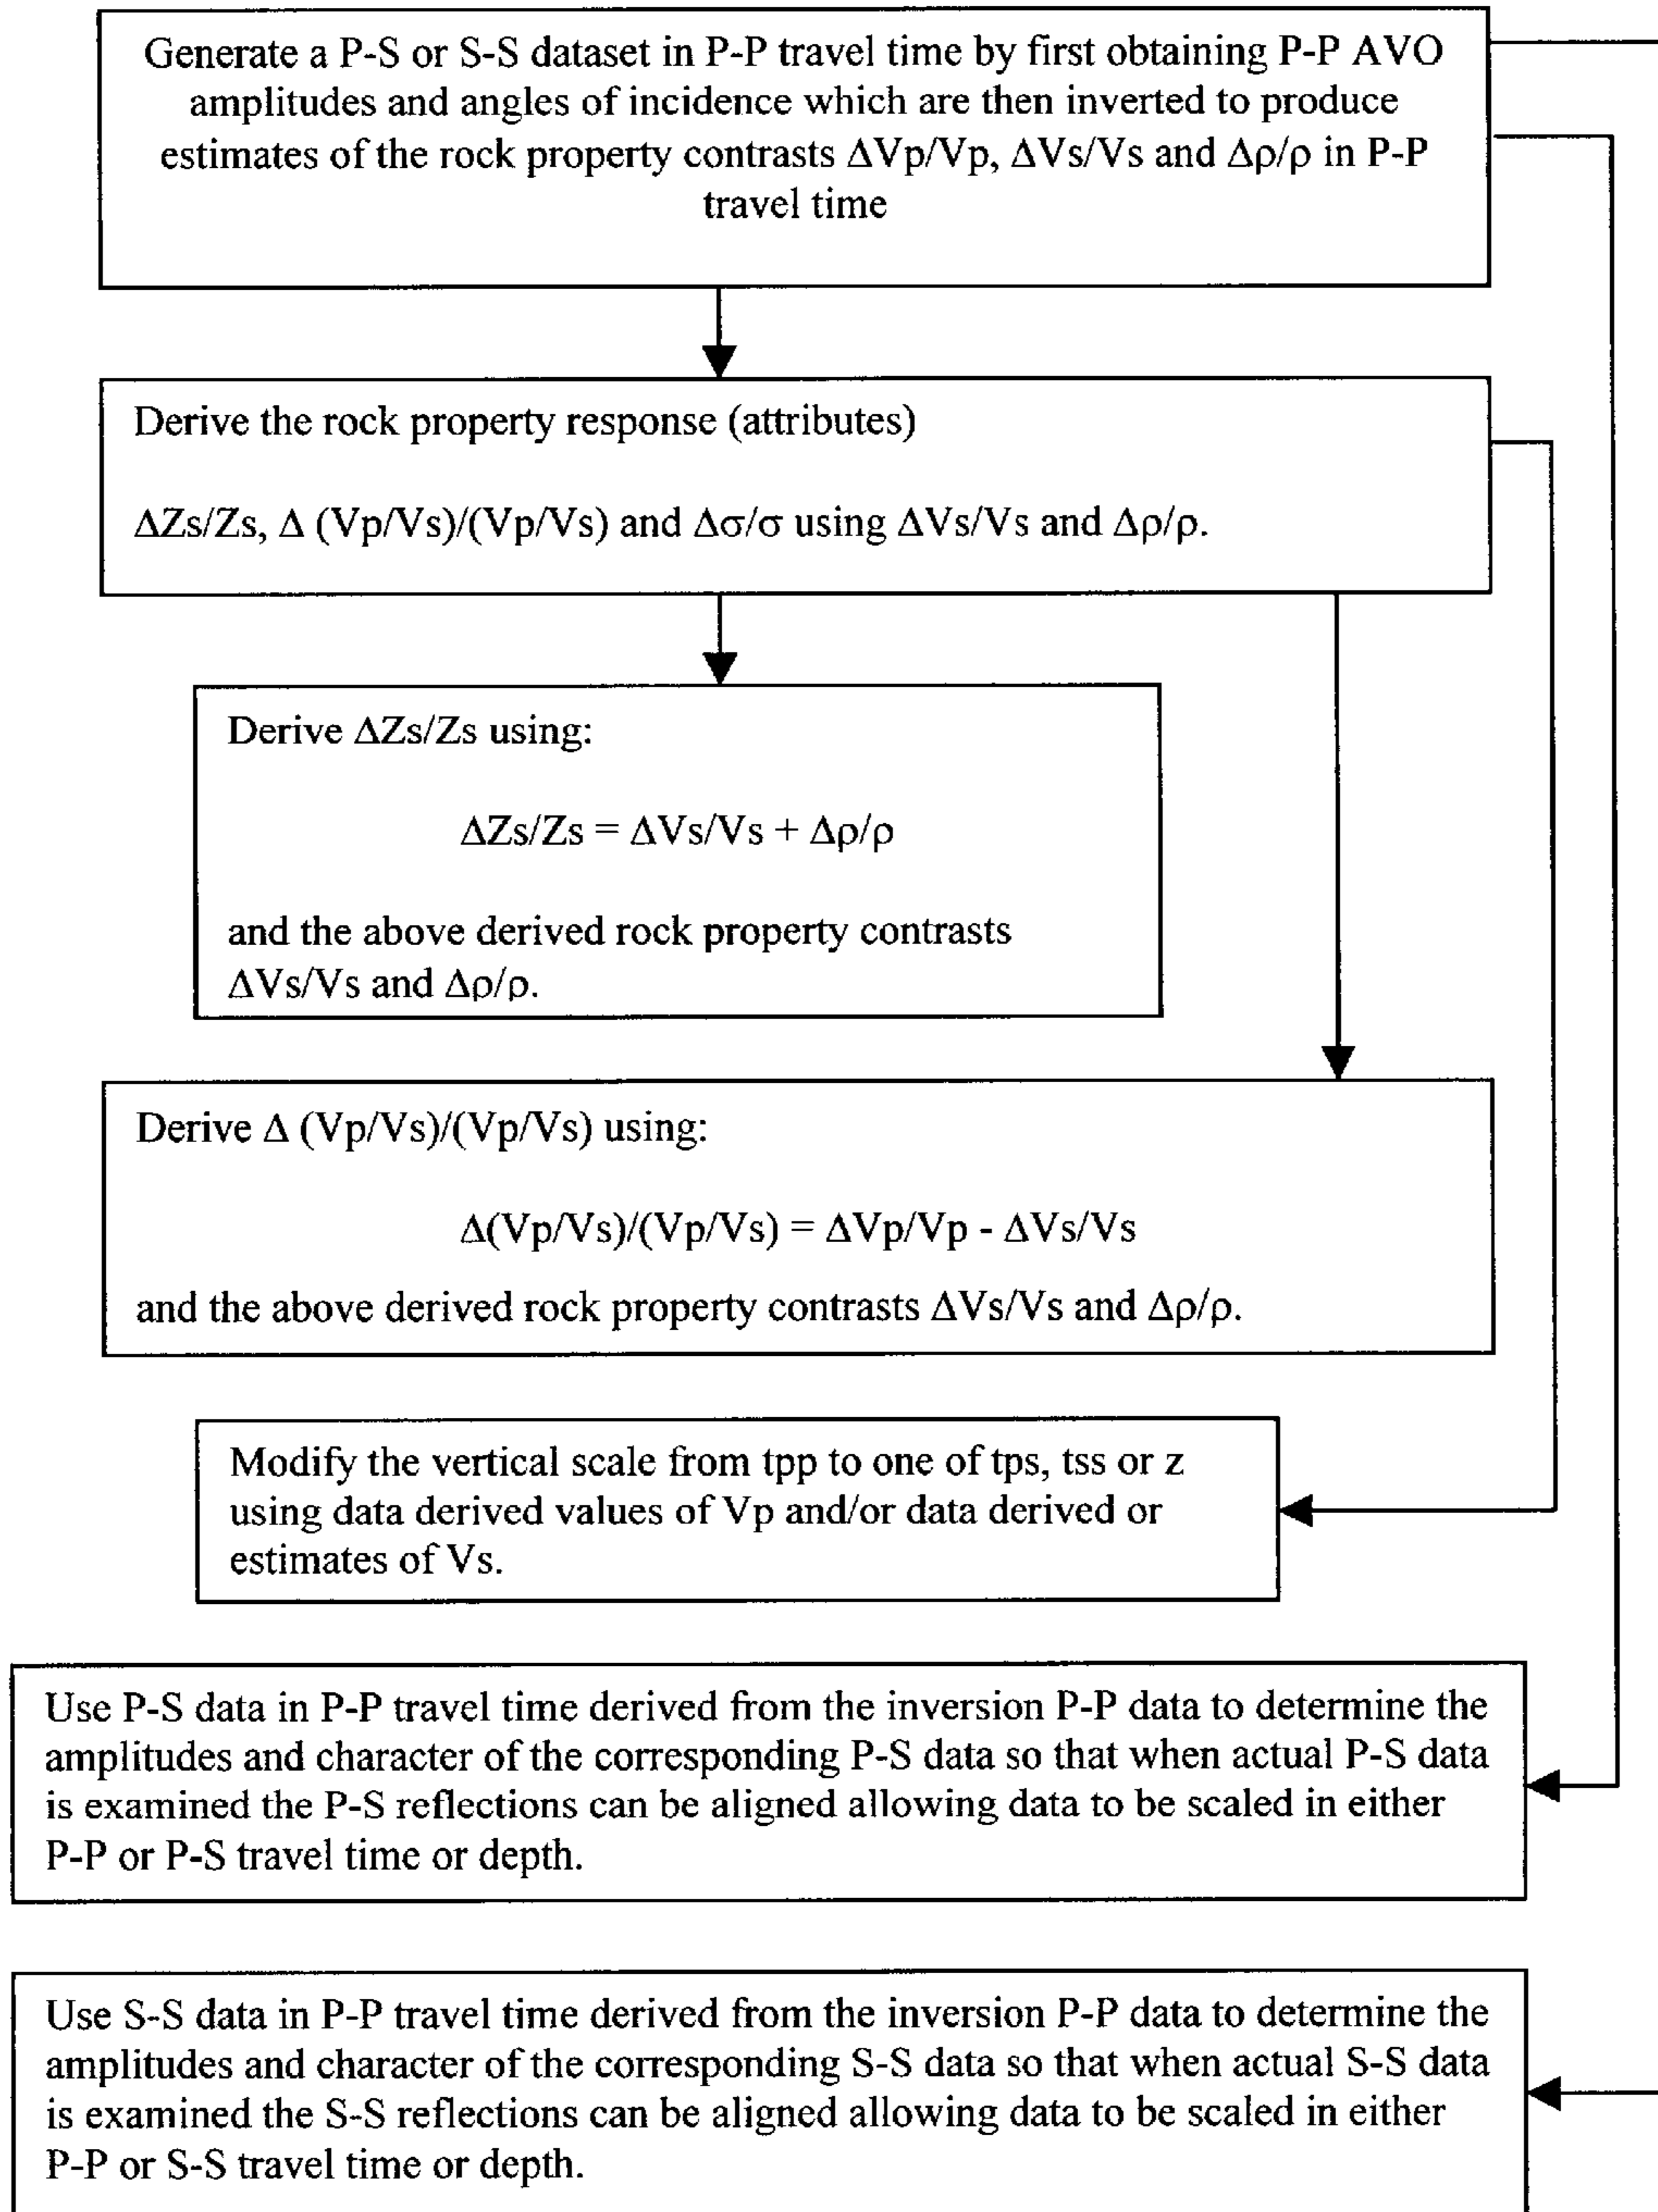 Generate a P-S or S-S dataset in P-P travel time by first obtaining P-P AVO
amplitudes and angles of incidence which are then inverted to produce
estimates of the rock property contrasts ΔVp/Vp, ΔVs/Vs and Δρ/ρ in P-P
travel time
Derive the rock property response (attributes)
ΔZs/Zs, Δ (Vp/Vs)/(Vp/Vs) and Δσ/σ using ΔVs/Vs and Δρ/ρ.
Derive ΔZs/Zs using:
ΔZs/Zs = ΔVs/Vs + Δρ/ρ
and the above derived rock property contrasts
ΔVs/Vs and Δρ/ρ.
Derive Δ (Vp/Vs)/(Vp/Vs) using:
Δ(Vp/Vs)/(Vp/Vs) = ΔVp/Vp - ΔVs/Vs
and the above derived rock property contrasts ΔVs/Vs and Δρ/ρ.
Modify the vertical scale from tpp to one of tps, tss or z
using data derived values of Vp and/or data derived or
estimates of Vs.
Use P-S data in P-P travel time derived from the inversion P-P data to determine the
amplitudes and character of the corresponding P-S data so that when actual P-S data
is examined the P-S reflections can be aligned allowing data to be scaled in either
P-P or P-S travel time or depth.
Use S-S data in P-P travel time derived from the inversion P-P data to determine the
amplitudes and character of the corresponding S-S data so that when actual S-S data
is examined the S-S reflections can be aligned allowing data to be scaled in either
P-P or S-S travel time or depth.